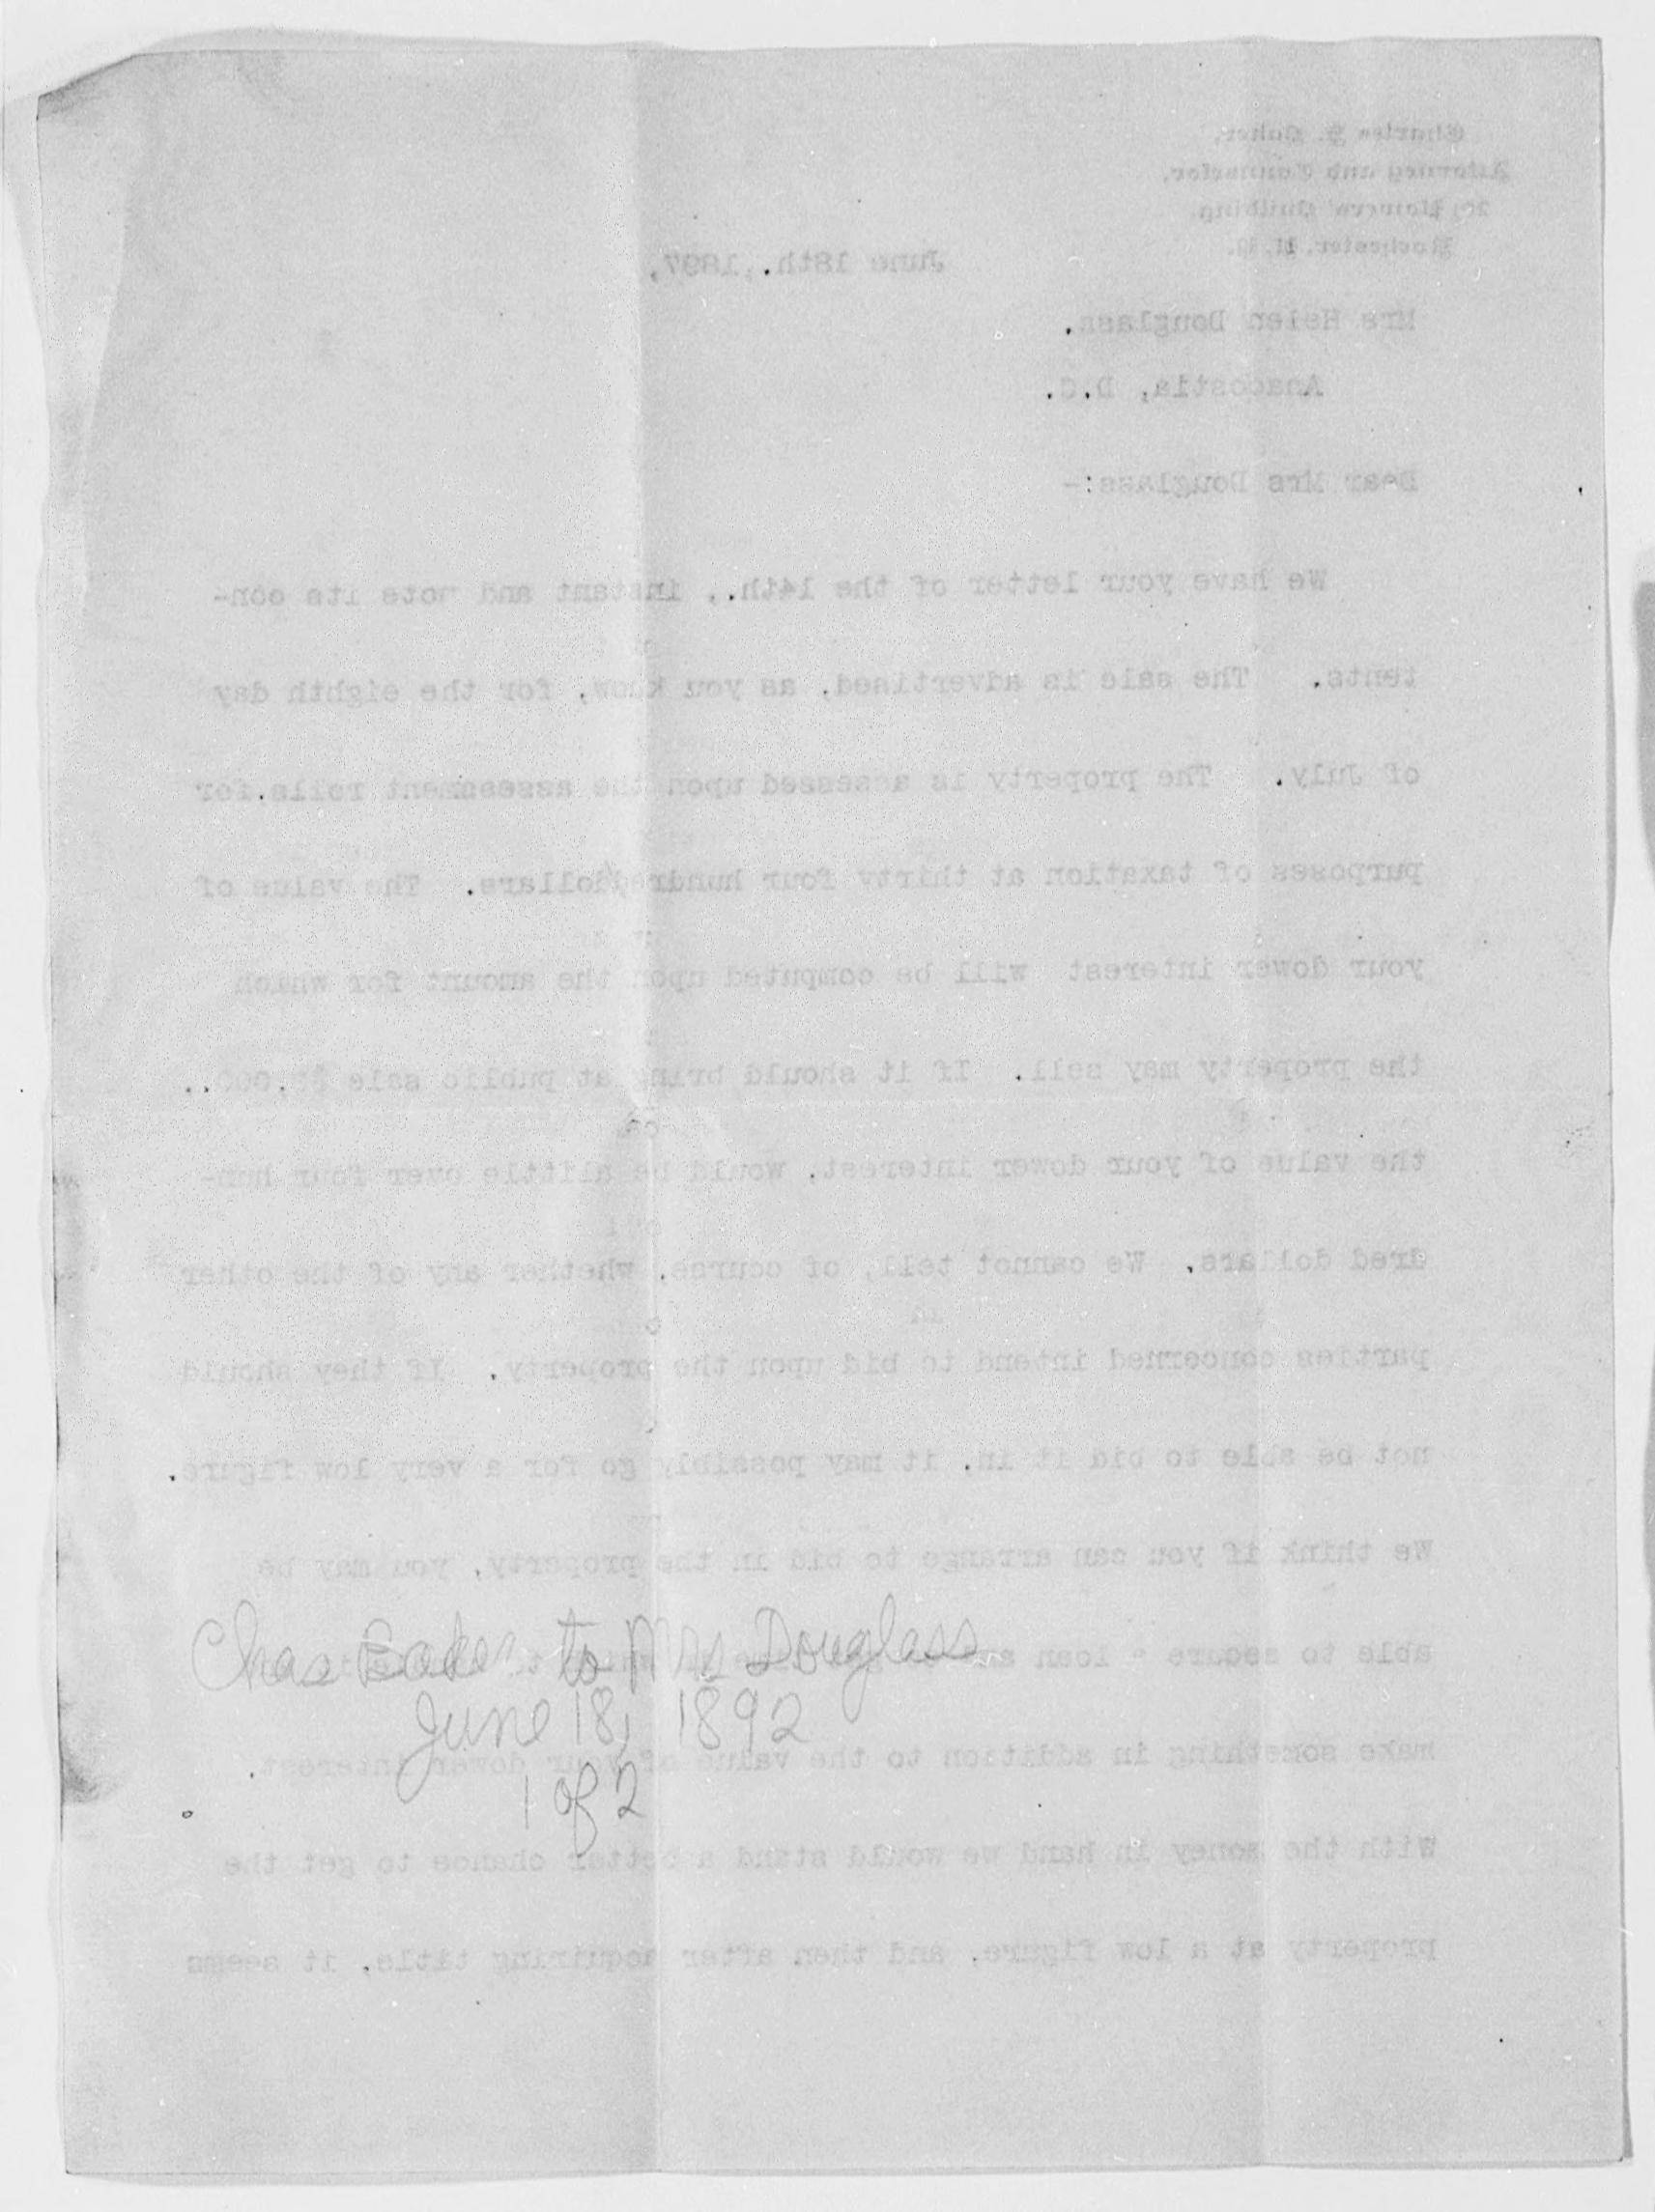 Charles S. Baker,
Attorney and Counselor,
Powers' Building,
Rochester, N. Y.
June 18th., 1897,
Mrs Helen Douglass.
Anacostia, D.C.
Dear Mrs Douglass:-
We have your letter of the 14th., instant and note its con-
tents. The sale is advertised, as you know, for the eighth day
of July. The property is assessed upon the assessment rolls for
purposes of taxation at thirty four hundred dollars. The value of
your dower interest will be computed upon the amount for which
the property may sell. If it should bring at public sale
the value of your dower interest, would be alittle over four hun-
dred dollars. We cannot tell, of course, whether any of the other
parties concerned intend to bid upon the property. If they should
not be able to bid it in, it may possibly go for a very low figure.
We think if you can arrange to bid in the property, you may be
able to secure a loan
make something in addition to the value of your dower interest.
With the money in hand we would stand a better chance to get the
property at a low figure, and then after acquiring title, it seems
Chas Baker to Mrs Douglass
June 18, 1892
1 of 2